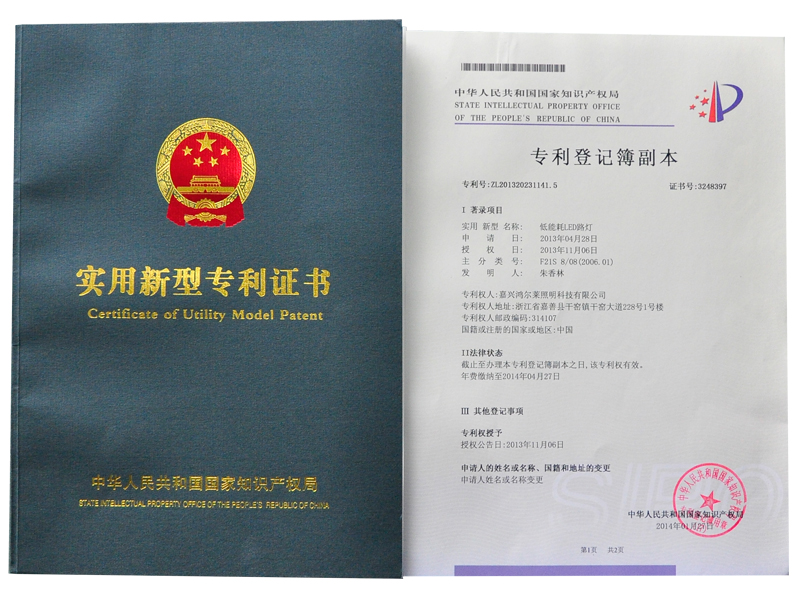 实用新型专利证书
Certificate of Utility Model Patent
中华人民共和国国家知识产权局
STATE INTELLECTUAL PROPERTY OFFICE OF THE PEOPLE'S REPUBLIC OF CHINA
中华人民共和国国家知识产权局
STATE INTELLECTUAL PROPERTY OFFICE
OF THE PEOPLE'S REPUBLIC OF CHINA
专利登记簿副本
专利号:ZL201320231141.5 证书号:3248397
I 著录项目
实用 新型 名称: 低能耗LED路灯
申 请 日: 2013年04月28日
授 权 日: 2013年11月06日
主 分 类 号: F21S 8/08(2006.01)
发 明 人: 朱香林
专利权人:嘉兴鸿尔莱照明科技有限公司
专利权人地址:浙江省嘉善县干窑镇干窑大道228号1号楼
专利权人邮政编码:314107
国籍或注册的国家或地区:中国
II法律状态
截止至办理本专利登记簿副本之日,该专利权有效。
年费缴纳至2014年04月27日
III 其他登记事项
专利权授予
授权公告日:2013年11月06日
申请人的姓名或名称、国籍和地址的变更
申请人姓名或名称变更
中华人民共和国国家知识产权局
2014年01月27日
第1页 共2页